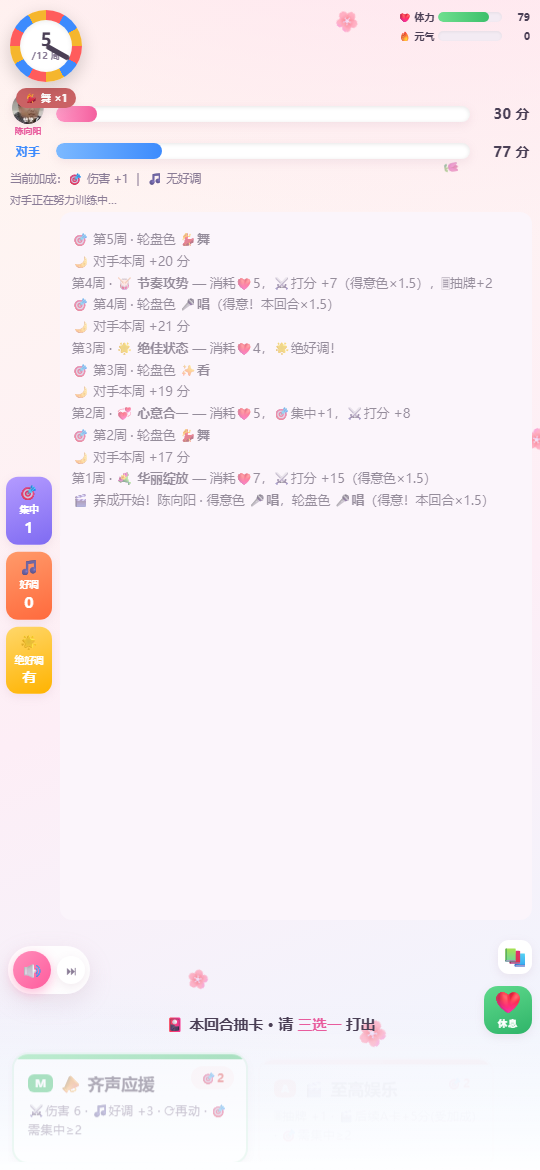 5
/12 周
体力 79
元气 0
舞 ×1
陈向阳
30 分
对手
77 分
当前加成： 伤害 +1 | 无好调
对手正在努力训练中...
第5周 · 轮盘色 舞
对手本周 +20 分
第4周 · 节奏攻势 — 消耗 5, 打分 +7（得意色×1.5）, 抽牌+2
第4周 · 轮盘色 唱（得意！本回合×1.5）
对手本周 +21 分
第3周 · 绝佳状态 — 消耗 4, 绝好调！
第3周 · 轮盘色 香
对手本周 +19 分
第2周 · 心意合一 — 消耗 5, 集中+1, 打分 +8
第2周 · 轮盘色 舞
对手本周 +17 分
第1周 · 华丽绽放 — 消耗 7, 打分 +15（得意色×1.5）
养成开始！陈向阳 · 得意色 唱, 轮盘色 唱（得意！本回合×1.5）
集中
1
好调
0
绝好调
有
休息
本回合抽卡 · 请 三选一 打出
M 齐声应援 2
伤害 6 · 好调 +3 · 再动 ·
需集中≥2
至高娱乐